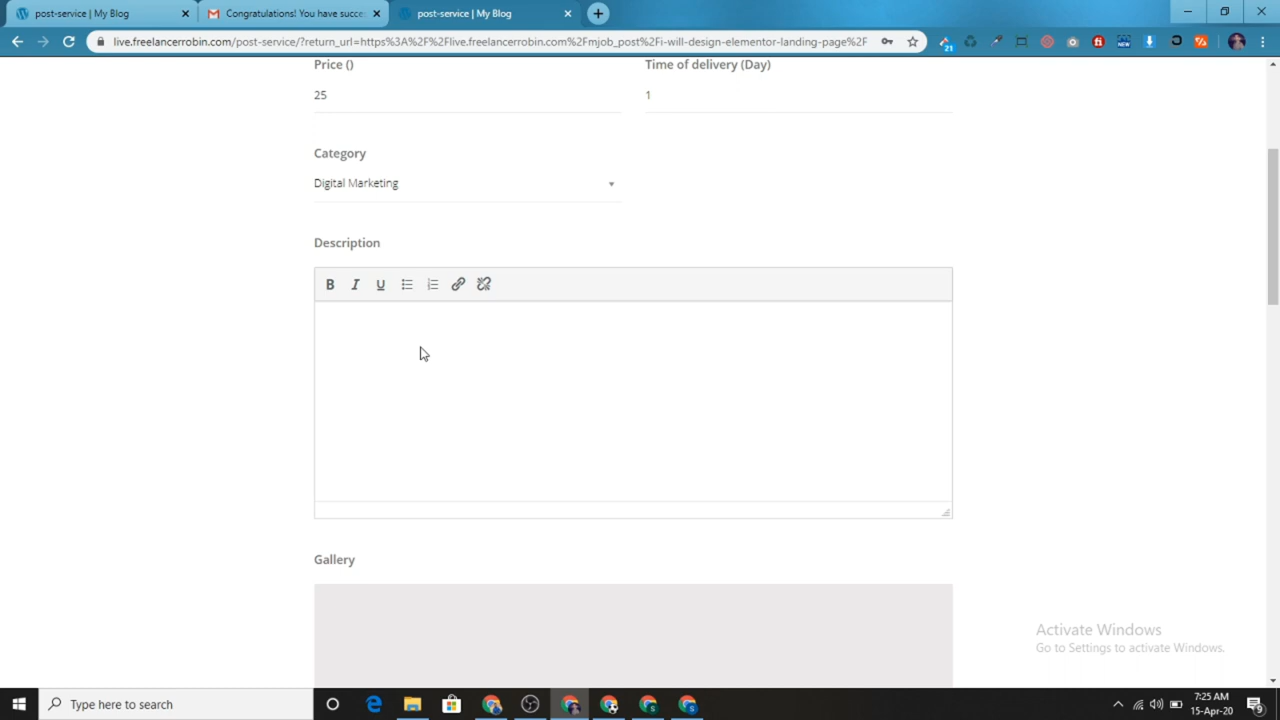 post-service | My Blog
Congratulations! You have succe
post-service | My Blog
live.freelancerrobin.com/post-service/?return_url=https%3A%2F%2Flive.freelancerrobin.com%2Fmjob_post%2Fi-will-design-elementor-landing-page%2F
21
NEW
Price ()
Time of delivery (Day)
25
1
Category
Digital Marketing
Description
B I U
Gallery
Activate Windows
Go to Settings to activate Windows.
Type here to search
7:25 AM
15-Apr-20
9